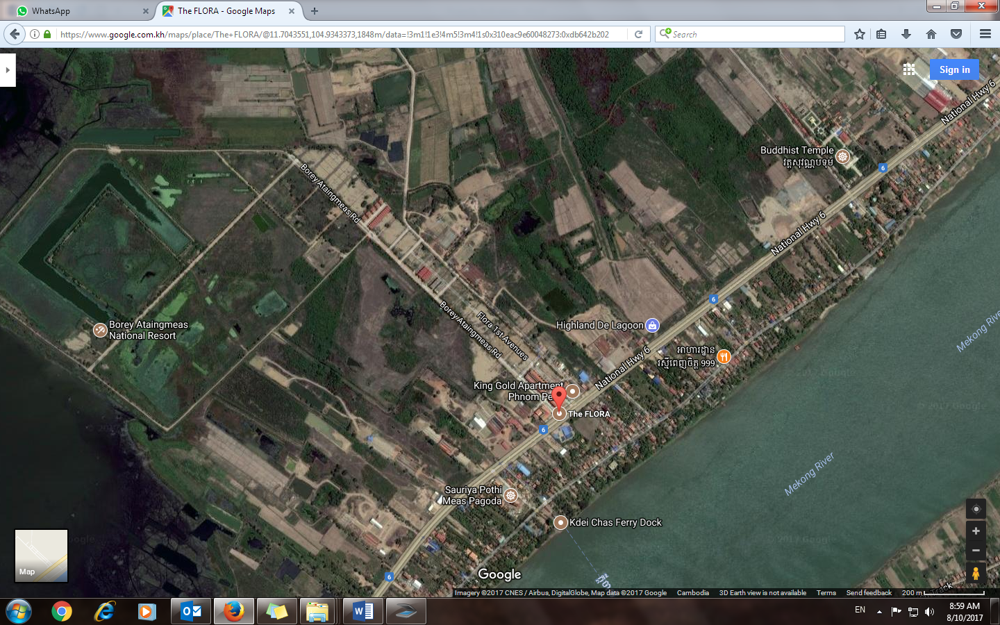 WhatsApp
The FLORA - Google Maps
https://www.google.com.kh/maps/place/The+FLORA/@11.7043551,104.9343373,1848m/data=!3m1!1e3!4m5!3m4!1s0x310eac9e60048273:0xdb642b202
Search
Sign in
National Hwy 6
Buddhist Temple
វត្តសុវណ្ណបទុម
6
Borey Ataingmeas Rd
National Hwy 6
6
Borey Ataingmeas
National Resort
Borey Ataingmeas Rd
Flora 1st Avenues
Highland De Lagoon
Mekong River
National Hwy 6
អាហារដ្ឋាន
រស្មីពេញចិត្ត 999
King Gold Apartment
Phnom Pe
The FLORA
6
Mekong River
Sauriya Pothi
Meas Pagoda
Kdei Chas Ferry Dock
Map
6
Google
Track
Imagery ©2017 CNES / Airbus, DigitalGlobe, Map data ©2017 Google Cambodia 3D Earth view is not available Terms Send feedback 200 m
EN
8:59 AM
8/10/2017